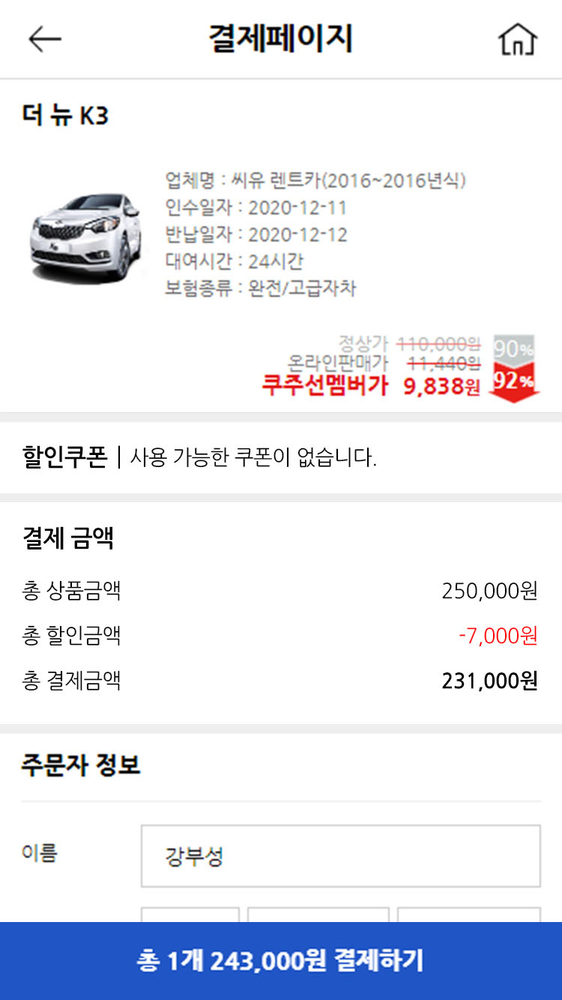 결제페이지
더 뉴 K3
업체명 : 씨유 렌트카(2016~2016년식)
인수일자 : 2020-12-11
반납일자 : 2020-12-12
대여시간 : 24시간
보험종류 : 완전/고급자차
정상가 110,000원 90%
온라인판매가 11,440원
쿠주선멤버가 9,838원 92%
할인쿠폰 | 사용 가능한 쿠폰이 없습니다.
결제 금액
총 상품금액 250,000원
총 할인금액 -7,000원
총 결제금액 231,000원
주문자 정보
이름 강부성
총 1개 243,000원 결제하기